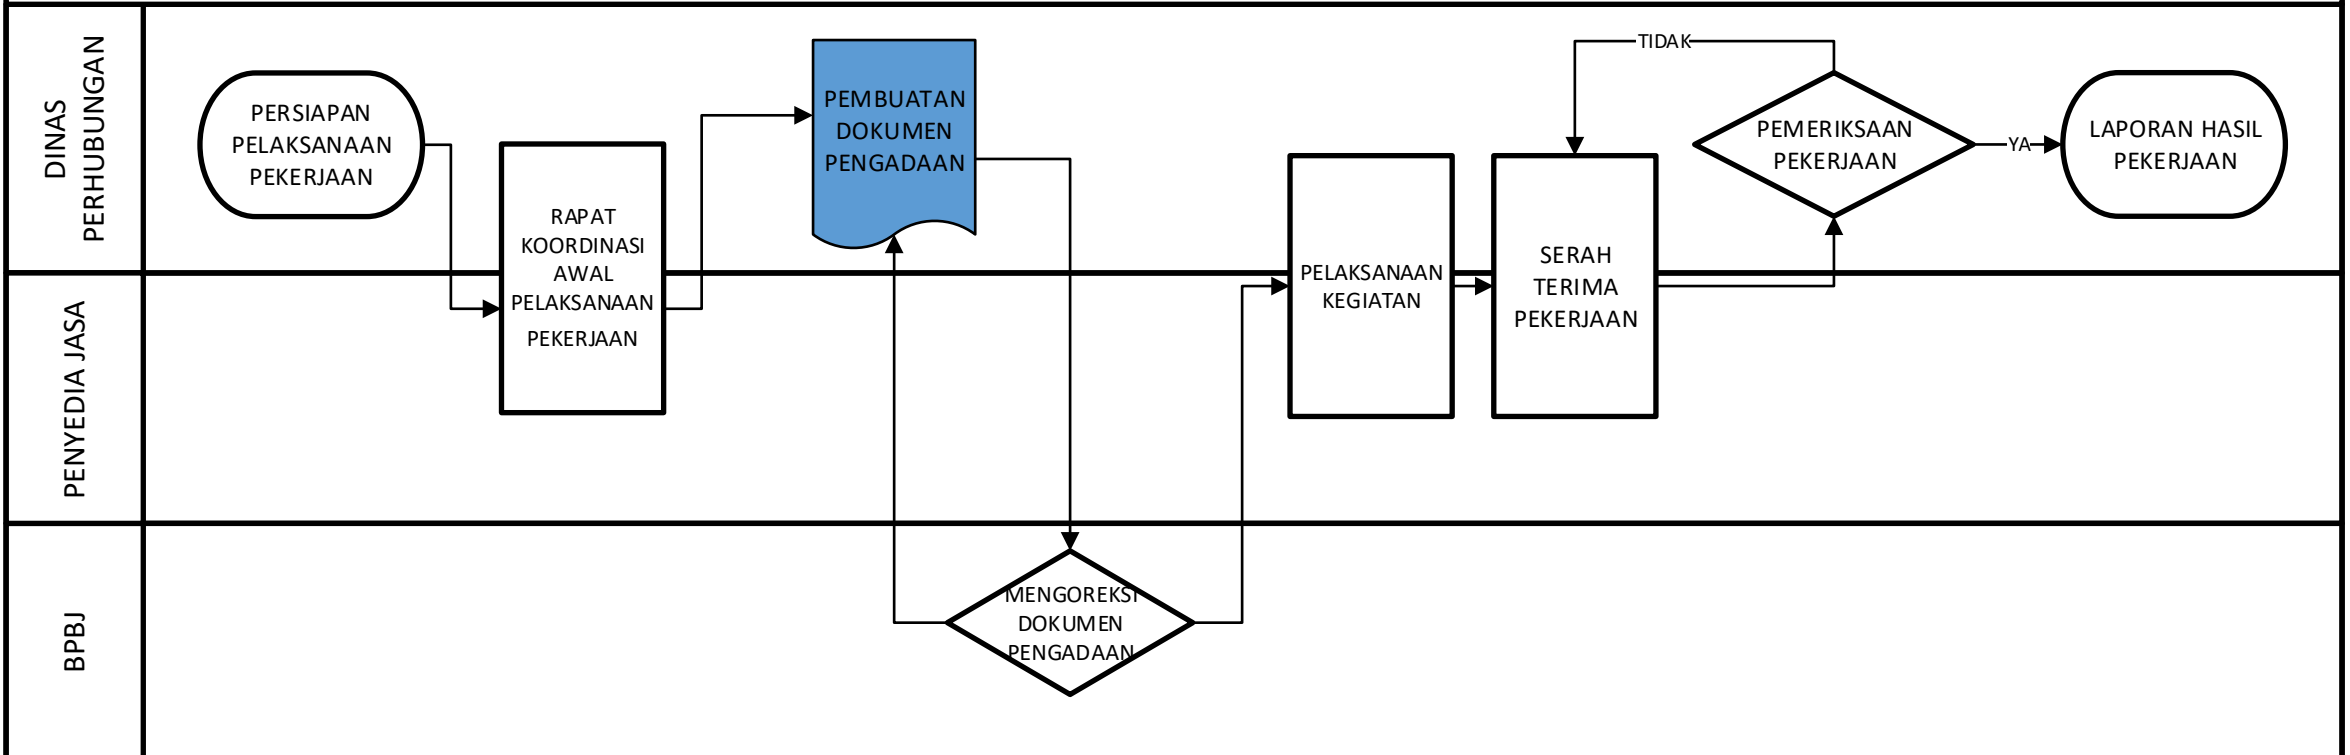 DINAS
PERHUBUNGAN
PERSIAPAN
PELAKSANAAN
PEKERJAAN
RAPAT
KOORDINASI
AWAL
PELAKSANAAN
PEKERJAAN
PEMBUATAN
DOKUMEN
PENGADAAN
PELAKSANAAN
KEGIATAN
SERAH
TERIMA
PEKERJAAN
TIDAK
PEMERIKSAAN
PEKERJAAN
YA
LAPORAN HASIL
PEKERJAAN
PENYEDIA JASA
BPBJ
MENGOREKSI
DOKUMEN
PENGADAAN